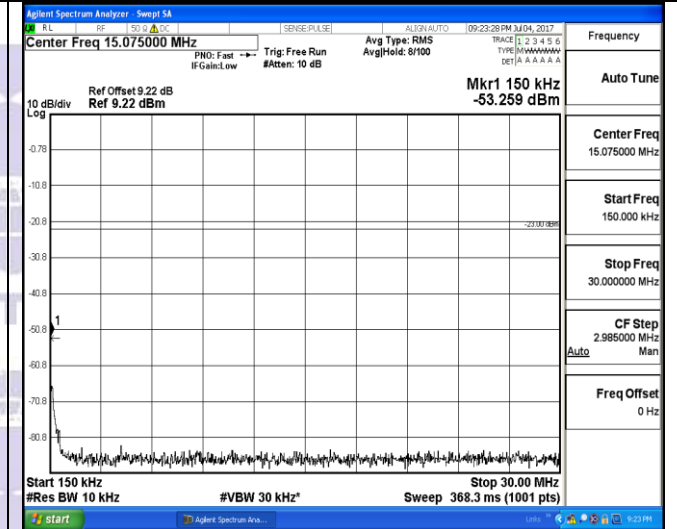 Agilent Spectrum Analyzer - Swept SA
RL RF 50 Ω DC SENSE:PULSE ALIGN AUTO 09:23:28 PM Jul 04, 2017
Center Freq 15.075000 MHz
PNO: Fast Trig: Free Run Avg Type: RMS TRACE 1 2 3 4 5 6
IFGain:Low #Atten: 10 dB Avg|Hold: 8/100 TYPE MWWWWW
DET A A A A A A
Mkr1 150 kHz
-53.259 dBm
Ref Offset 9.22 dB
10 dB/div Ref 9.22 dBm
Log
-0.78
-10.8
-20.8
-23.00 dBm
-30.8
-40.8
-50.8
1
-60.8
-70.8
-80.8
Start 150 kHz Stop 30.00 MHz
#Res BW 10 kHz #VBW 30 kHz* Sweep 368.3 ms (1001 pts)
Frequency
Auto Tune
Center Freq
15.075000 MHz
Start Freq
150.000 kHz
Stop Freq
30.000000 MHz
CF Step
2.985000 MHz
Auto Man
Freq Offset
0 Hz
start Agilent Spectrum Ana... Links » 9:23 PM